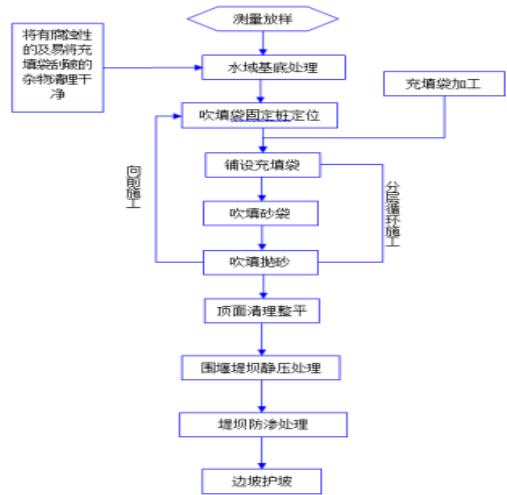 测量放样
将有腐蚀性
的及易将充
填袋刮破的
杂物清理干
净
水域基底处理
充填袋加工
吹填袋固定桩定位
铺设充填袋
向前施工
分层循环施工
吹填砂袋
吹填抛砂
顶面清理整平
围堰堤坝静压处理
堤坝防渗处理
边坡护坡